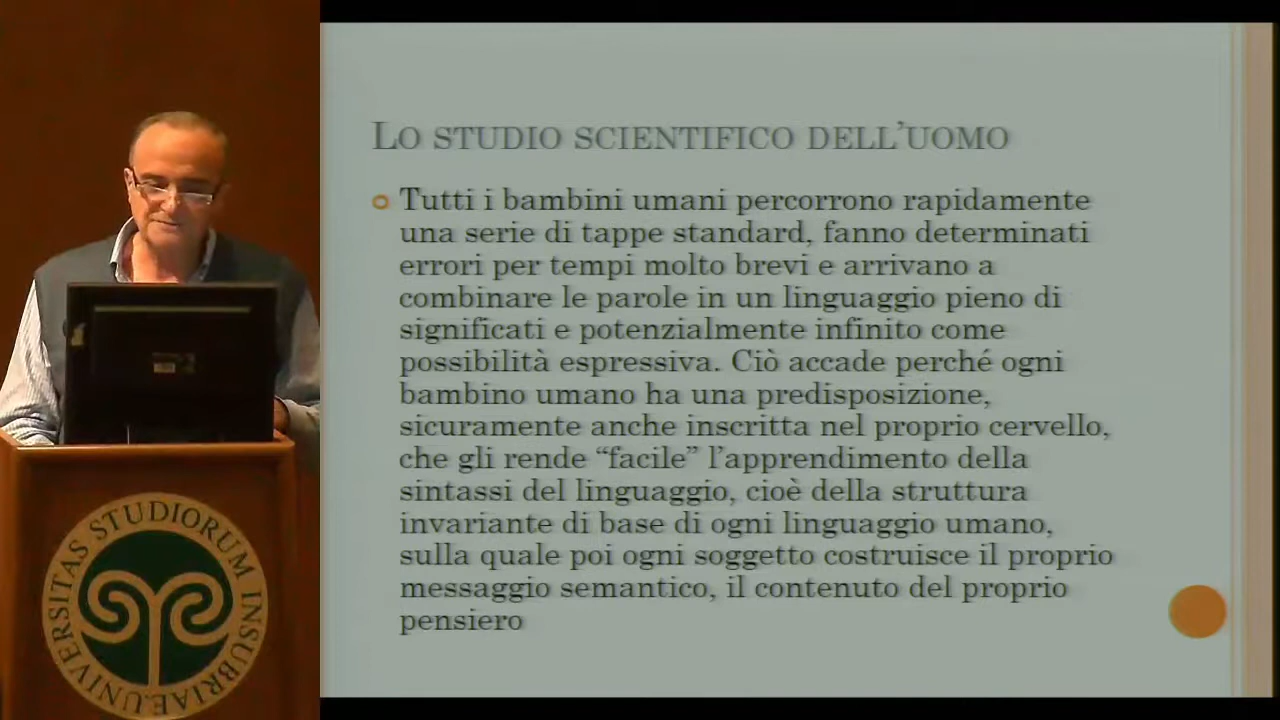 Lo studio scientifico dell’uomo
Tutti i bambini umani percorrono rapidamente
una serie di tappe standard, fanno determinati
errori per tempi molto brevi e arrivano a
combinare le parole in un linguaggio pieno di
significati e potenzialmente infinito come
possibilità espressiva. Ciò accade perché ogni
bambino umano ha una predisposizione,
sicuramente anche inscritta nel proprio cervello,
che gli rende “facile” l’apprendimento della
sintassi del linguaggio, cioè della struttura
invariante di base di ogni linguaggio umano,
sulla quale poi ogni soggetto costruisce il proprio
messaggio semantico, il contenuto del proprio
pensiero
UNIVERSITAS STUDIORUM INSUBRIAE